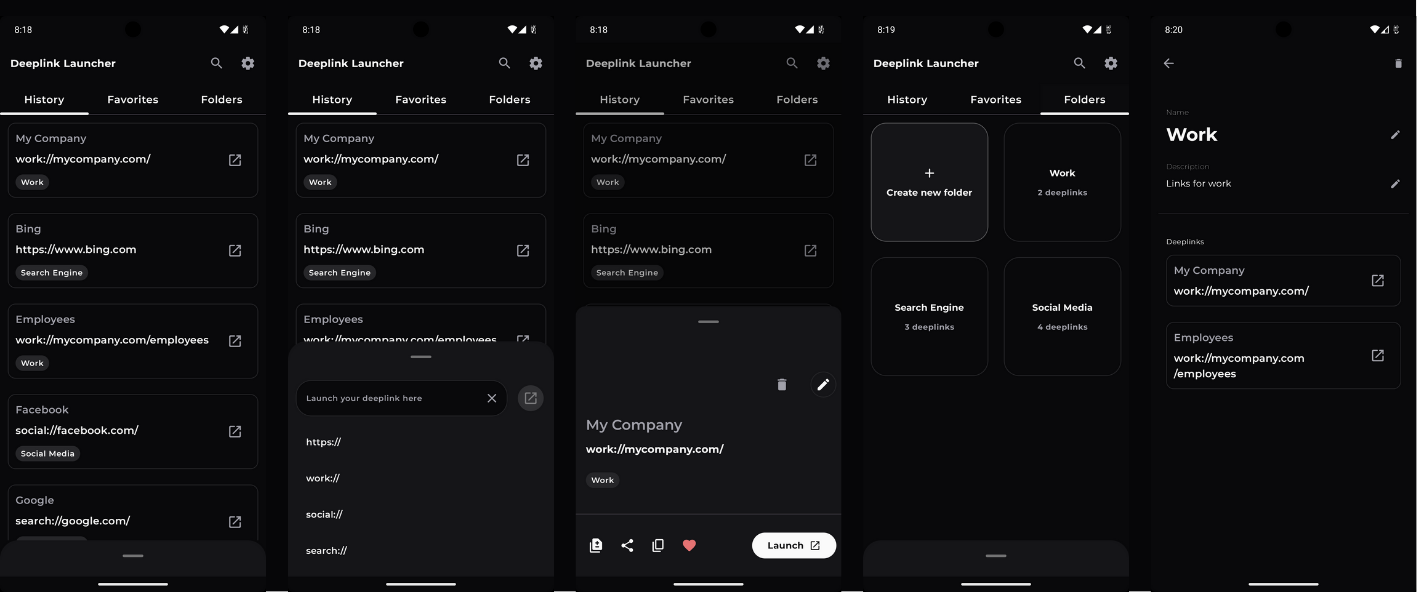 8:18
Deeplink Launcher
History
Favorites
Folders
My Company
work://mycompany.com/
Work
Bing
https://www.bing.com
Search Engine
Employees
work://mycompany.com/employees
Work
Facebook
social://facebook.com/
Social Media
Google
search://google.com/
8:18
Deeplink Launcher
History
Favorites
Folders
My Company
work://mycompany.com/
Work
Bing
https://www.bing.com
Search Engine
Employees
work://mycompany.com/employees
Launch your deeplink here
https://
work://
social://
search://
8:18
Deeplink Launcher
History
Favorites
Folders
My Company
work://mycompany.com/
Work
Bing
https://www.bing.com
Search Engine
My Company
work://mycompany.com/
Work
Launch
8:19
Deeplink Launcher
History
Favorites
Folders
Create new folder
Work
2 deeplinks
Search Engine
3 deeplinks
Social Media
4 deeplinks
8:20
Name
Work
Description
Links for work
Deeplinks
My Company
work://mycompany.com/
Employees
work://mycompany.com
/employees